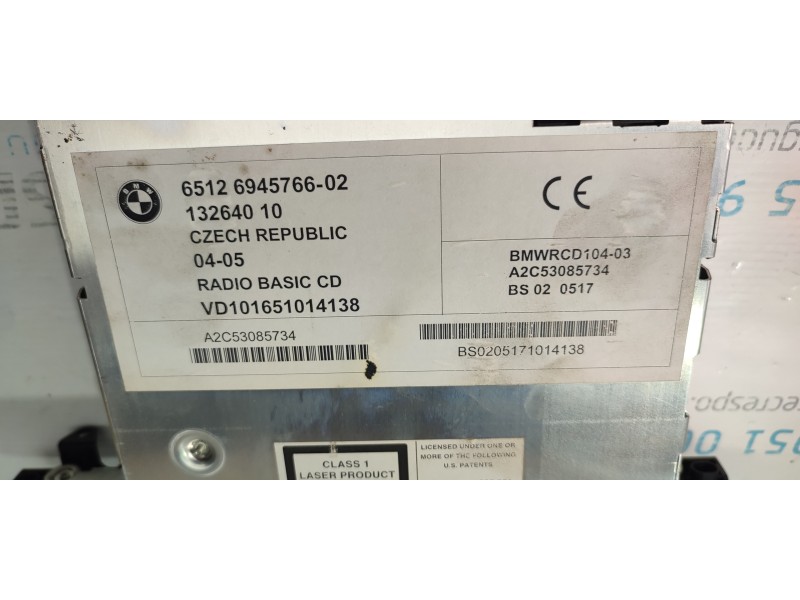 BMW
6512 6945766-02
132640 10
CZECH REPUBLIC
04-05
RADIO BASIC CD
VD101651014138
BMWRCD104-03
A2C53085734
BS 02 0517
A2C53085734
BS0205171014138
CLASS 1
LASER PRODUCT
LICENSED UNDER ONE OR
MORE OF THE FOLLOWING
U.S. PATENTS